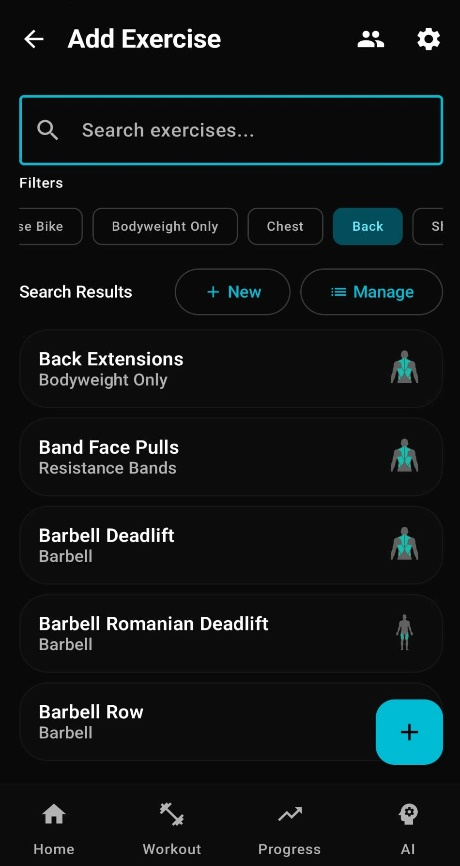 Add Exercise
Search exercises...
Filters
se Bike
Bodyweight Only
Chest
Back
Search Results
+ New
Manage
Back Extensions
Bodyweight Only
Band Face Pulls
Resistance Bands
Barbell Deadlift
Barbell
Barbell Romanian Deadlift
Barbell
Barbell Row
Barbell
+
Home
Workout
Progress
AI